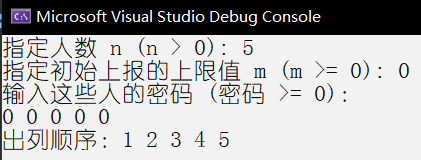 Microsoft Visual Studio Debug Console
指定人数 n (n > 0): 5
指定初始上报的上限值 m (m >= 0): 0
输入这些人的密码 (密码 >= 0):
0 0 0 0 0
出列顺序: 1 2 3 4 5